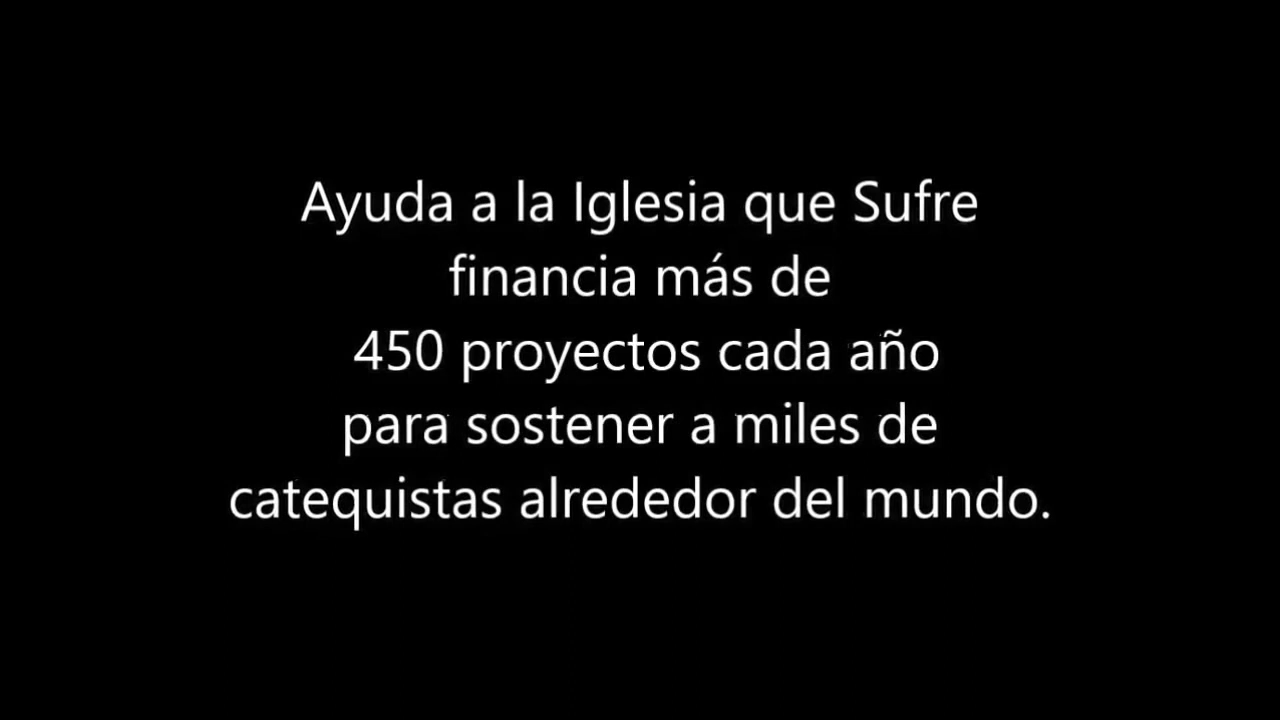 Ayuda a la Iglesia que Sufre
financia más de
450 proyectos cada año
para sostener a miles de
catequistas alrededor del mundo.